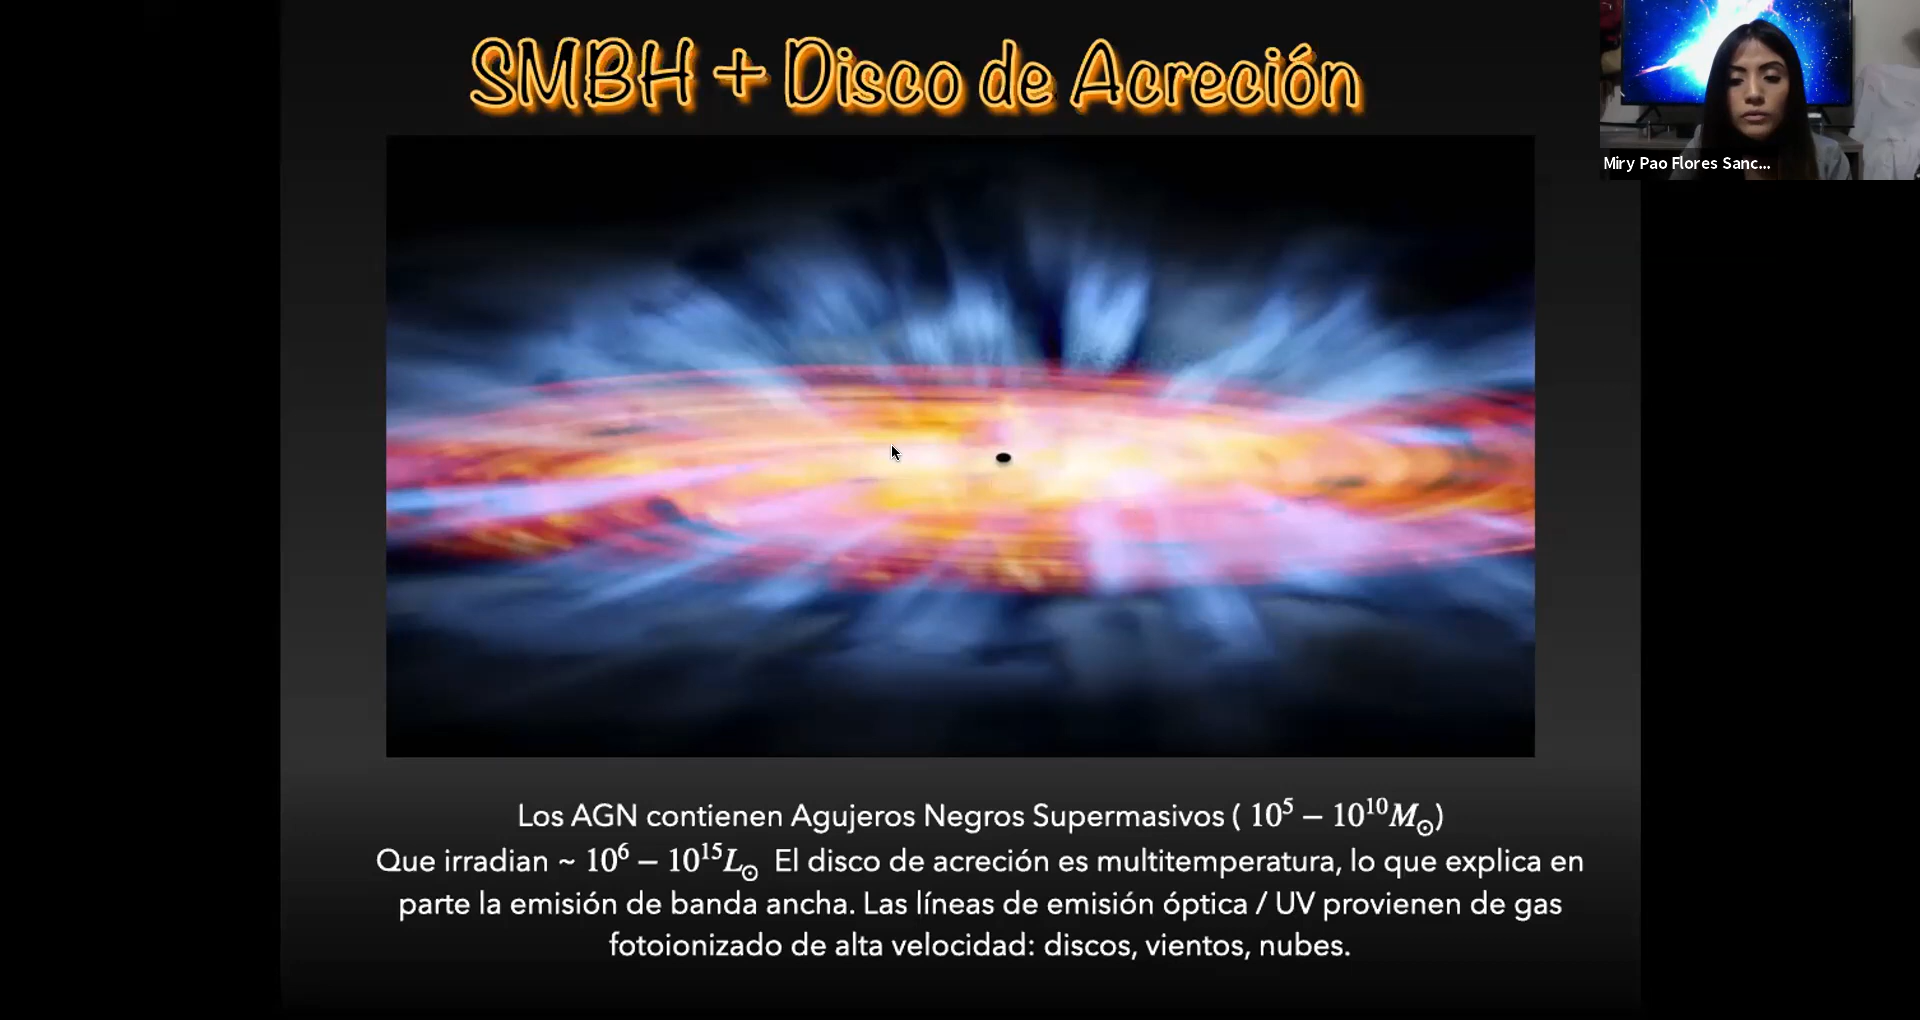 SMBH + Disco de Acreción
Miry Pao Flores Sanc...
Los AGN contienen Agujeros Negros Supermasivos ( 10⁵ – 10¹⁰M☉)
Que irradian ~ 10⁶ – 10¹⁵L☉ El disco de acreción es multitemperatura, lo que explica en
parte la emisión de banda ancha. Las líneas de emisión óptica / UV provienen de gas
fotoionizado de alta velocidad: discos, vientos, nubes.